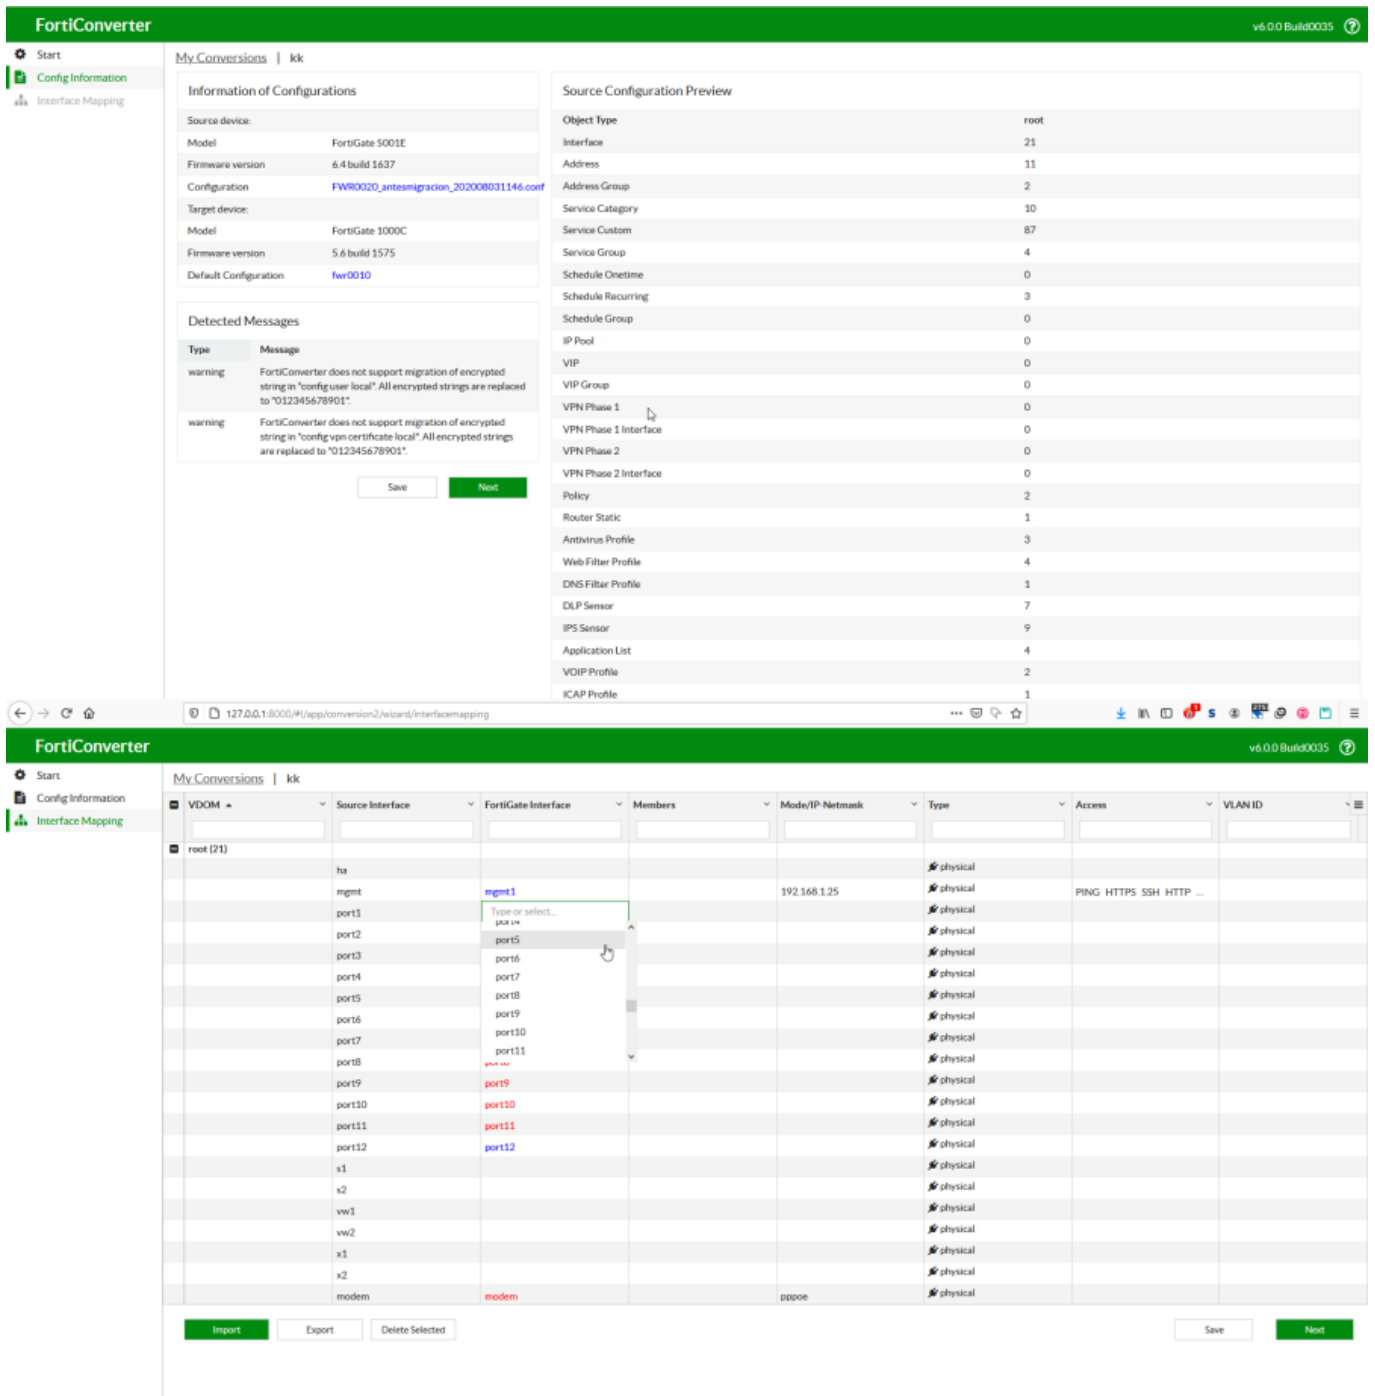 FortiConverter
v6.0.0 Build0035 ?
Start
Config Information
Interface Mapping
My Conversions | kk
Information of Configurations
Source device:
Model FortiGate 5001E
Firmware version 6.4 build 1637
Configuration FWR0020_antesmigracion_202008031146.conf
Target device:
Model FortiGate 1000C
Firmware version 5.6 build 1575
Default Configuration fwr0010
Detected Messages
Type Message
warning FortiConverter does not support migration of encrypted
string in "config user local". All encrypted strings are replaced
to "012345678901".
warning FortiConverter does not support migration of encrypted
string in "config vpn certificate local". All encrypted strings
are replaced to "012345678901".
Save Next
Source Configuration Preview
Object Type root
Interface 21
Address 11
Address Group 2
Service Category 10
Service Custom 87
Service Group 4
Schedule Onetime 0
Schedule Recurring 3
Schedule Group 0
IP Pool 0
VIP 0
VIP Group 0
VPN Phase 1 0
VPN Phase 1 Interface 0
VPN Phase 2 0
VPN Phase 2 Interface 0
Policy 2
Router Static 1
Antivirus Profile 3
Web Filter Profile 4
DNS Filter Profile 1
DLP Sensor 7
IPS Sensor 9
Application List 4
VOIP Profile 2
ICAP Profile 1
127.0.0.1:8000/#!/app/conversion2/wizard/interfacemapping
FortiConverter
v6.0.0 Build0035 ?
Start
Config Information
Interface Mapping
My Conversions | kk
VDOM Source Interface FortiGate Interface Members Mode/IP-Netmask Type Access VLAN ID
root (21)
ha physical
mgmt mgmt1 192.168.1.25 physical PING HTTPS SSH HTTP ...
port1 Type or select... physical
port2 port4 physical
port3 port5 physical
port4 port6 physical
port5 port7 physical
port6 port8 physical
port7 port9 physical
port10
port11
port8 port8 physical
port9 port9 physical
port10 port10 physical
port11 port11 physical
port12 port12 physical
s1 physical
s2 physical
vw1 physical
vw2 physical
x1 physical
x2 physical
modem modem pppoe physical
Import Export Delete Selected Save Next